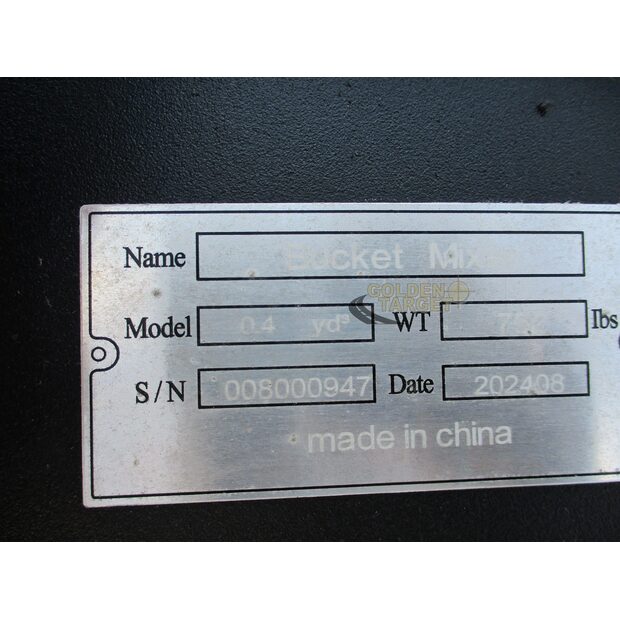 Name Bucket Mixer
GOLDEN
TARGET
Model 0.4 yd³ WT lbs
S/N 008000947 Date 202408
made in china